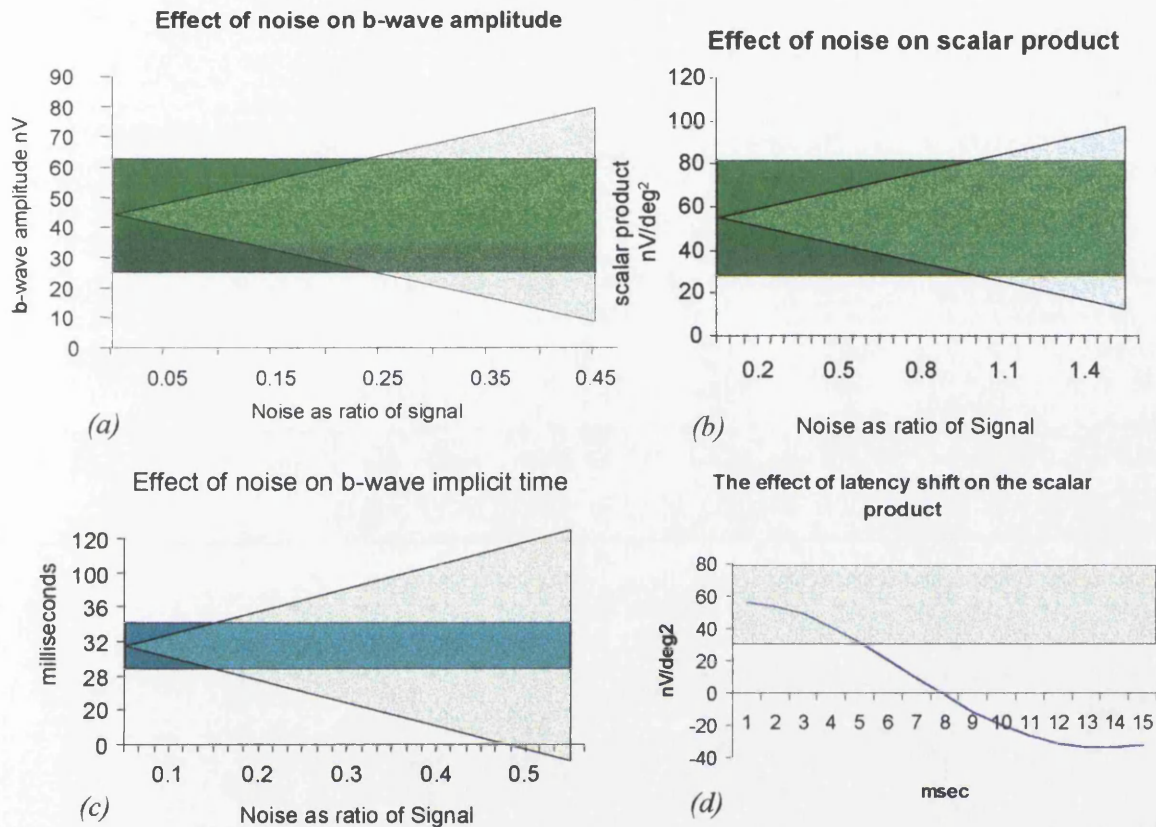 Effect of noise on b-wave amplitude
b-wave amplitude nV
90
80
70
60
50
40
30
20
10
0
0.05 0.15 0.25 0.35 0.45
Noise as ratio of signal
(a)
Effect of noise on scalar product
scalar product
nV/deg²
120
100
80
60
40
20
0
0.2 0.5 0.8 1.1 1.4
Noise as ratio of Signal
(b)
Effect of noise on b-wave implicit time
milliseconds
120
100
36
32
28
20
0
0.1 0.2 0.3 0.4 0.5
Noise as ratio of Signal
(c)
The effect of latency shift on the scalar
product
nV/deg2
80
60
40
20
0
-20
-40
1 2 3 4 5 6 7 8 9 10 11 12 13 14 15
msec
(d)